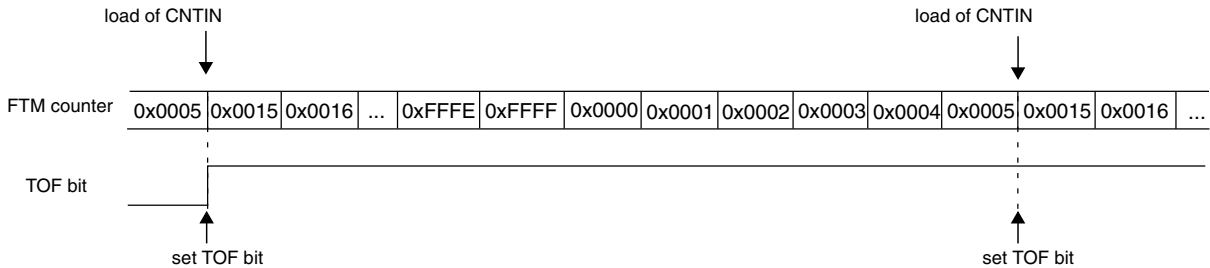 load of CNTIN load of CNTIN
FTM counter 0x0005 0x0015 0x0016 ... 0xFFFE 0xFFFF 0x0000 0x0001 0x0002 0x0003 0x0004 0x0005 0x0015 0x0016 ...
TOF bit
set TOF bit set TOF bit